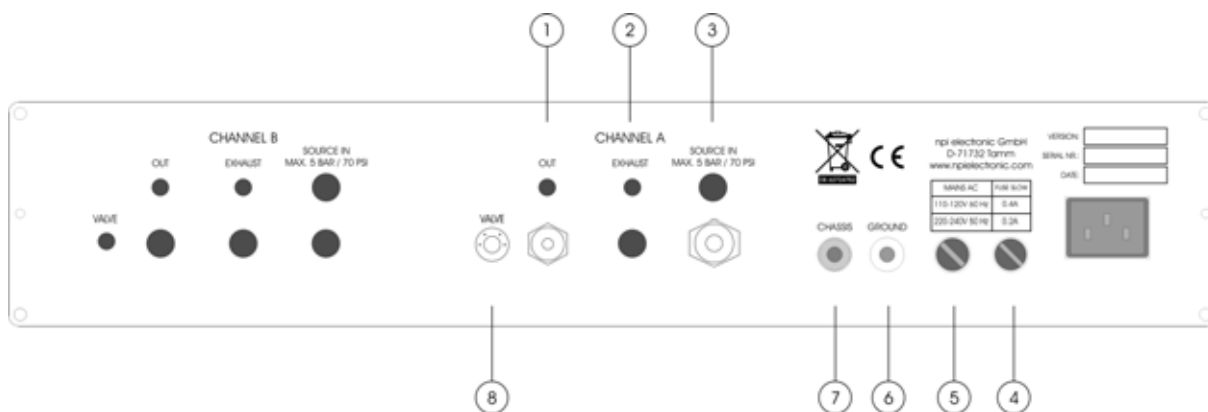 1 2 3
CHANNEL B
OUT EXHAUST SOURCE IN
MAX. 5 BAR / 70 PSI
VALVE
CHANNEL A
OUT EXHAUST SOURCE IN
MAX. 5 BAR / 70 PSI
VALVE
CHASSIS GROUND
CE
npi electronic GmbH
D-71732 Tamm
www.npielectronic.com
MAINS AC FUSE SLOW
110-120V 60 Hz 0.4A
220-240V 50 Hz 0.2A
VERSION:
SERIAL NR.:
DATE:
8 7 6 5 4